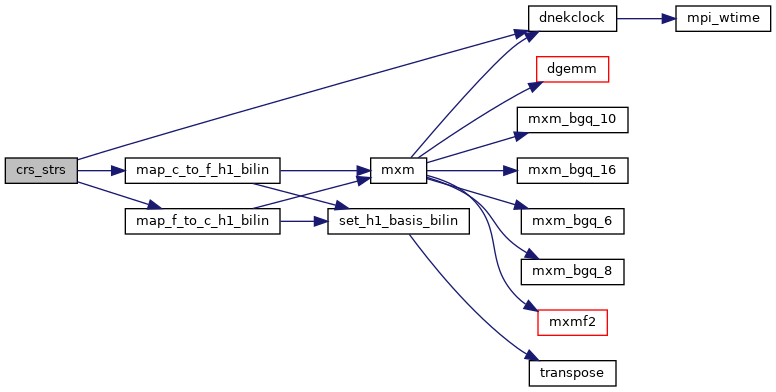 crs_strs
map_c_to_f_h1_bilin
map_f_to_c_h1_bilin
mxm
set_h1_basis_bilin
dnekclock
mpi_wtime
dgemm
mxm_bgq_10
mxm_bgq_16
mxm_bgq_6
mxm_bgq_8
mxmf2
transpose